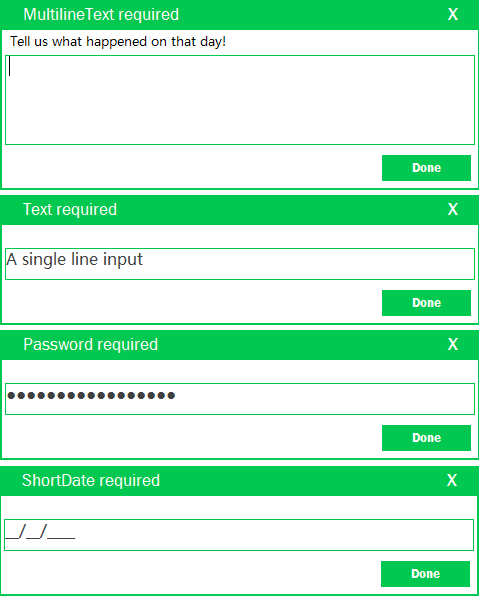 MultilineText required X
Tell us what happened on that day!
Done
Text required X
A single line input
Done
Password required X
●●●●●●●●●●●●●●●●●
Done
ShortDate required X
__/__/____
Done